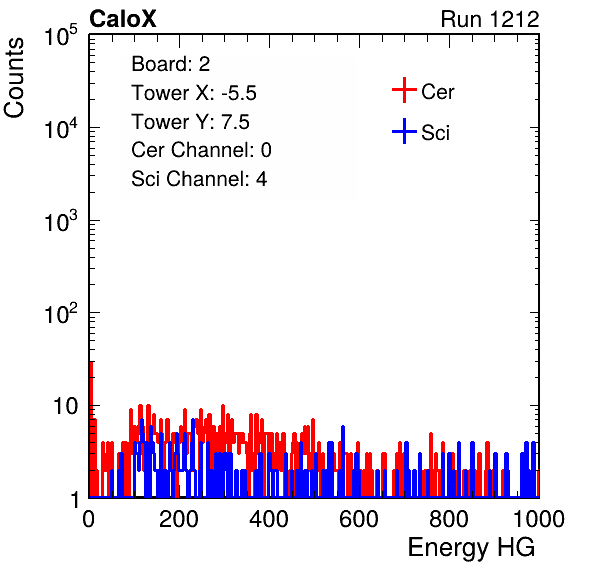 CaloX Run 1212
Counts
Board: 2
Tower X: -5.5
Tower Y: 7.5
Cer Channel: 0
Sci Channel: 4
Cer
Sci
10^5
10^4
10^3
10^2
10
1
0 200 400 600 800 1000
Energy HG